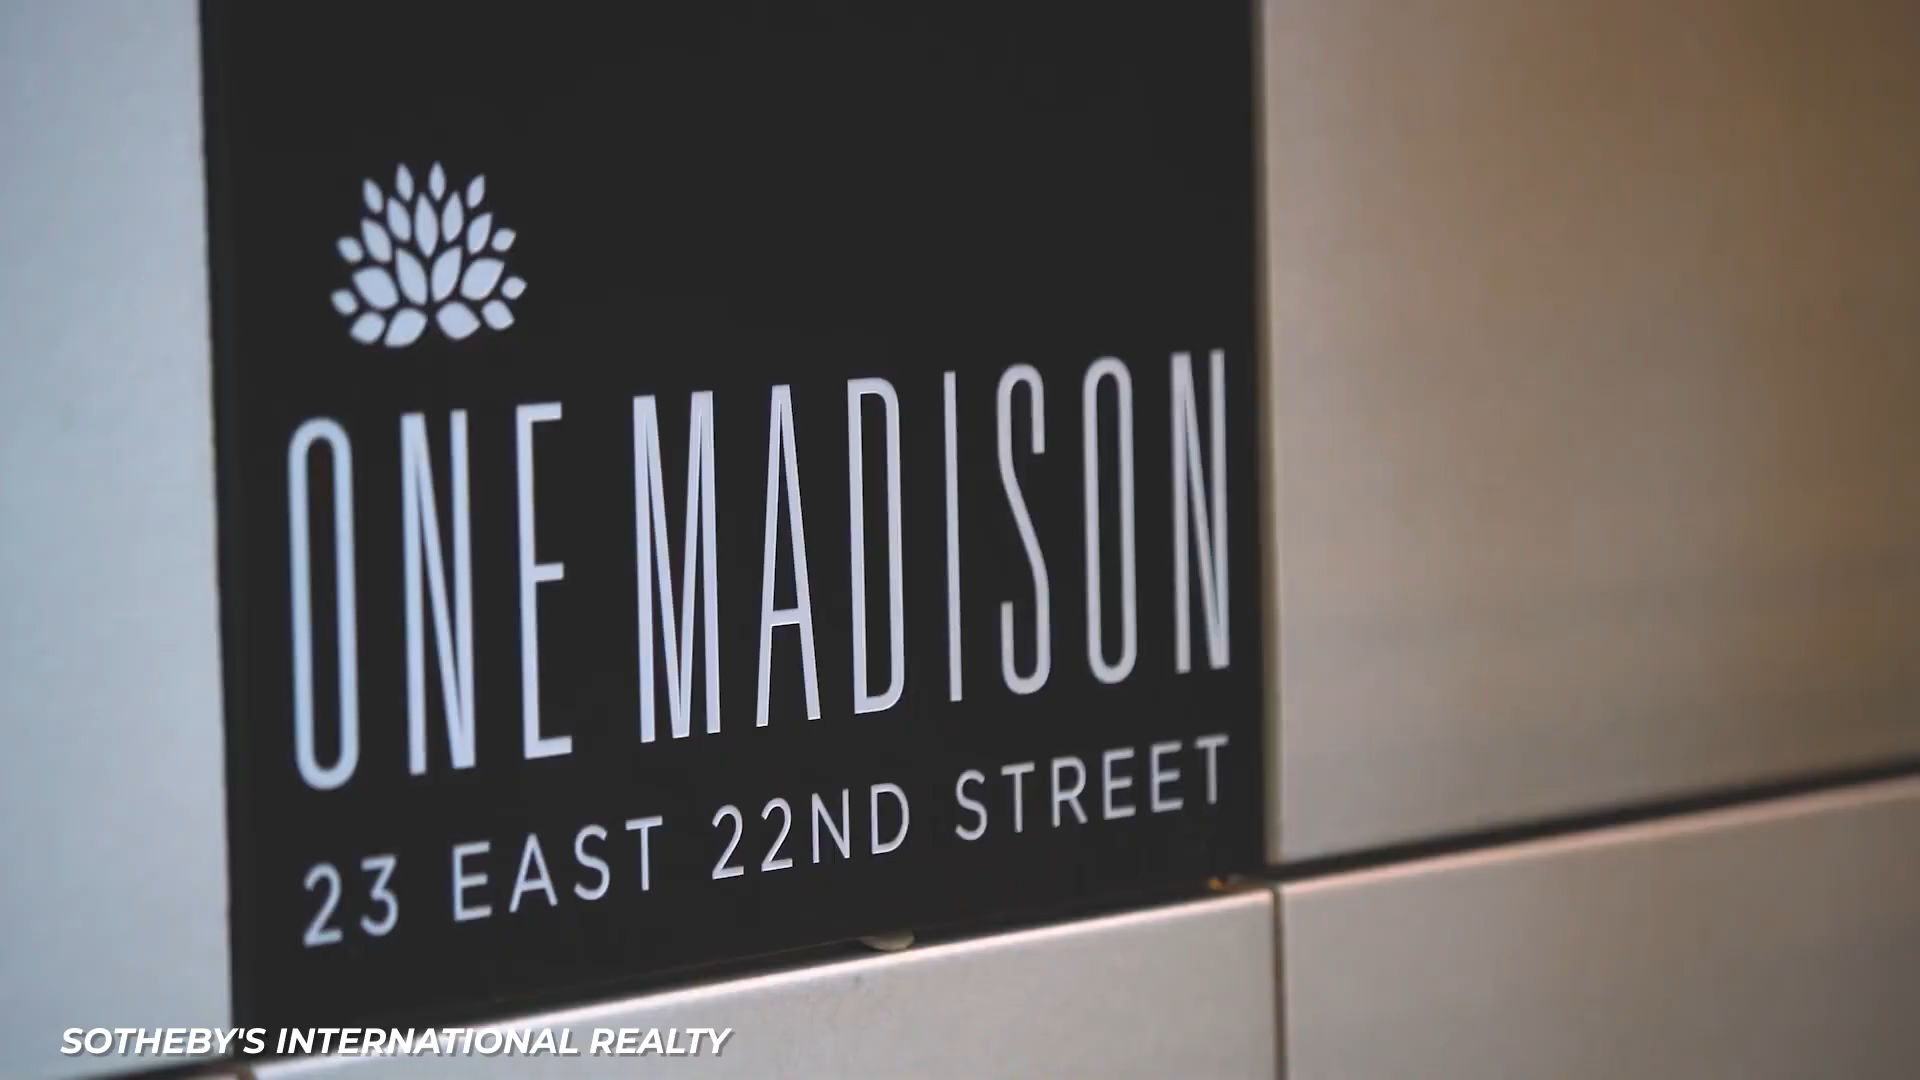 ONE MADISON
23 EAST 22ND STREET
SOTHEBY'S INTERNATIONAL REALTY